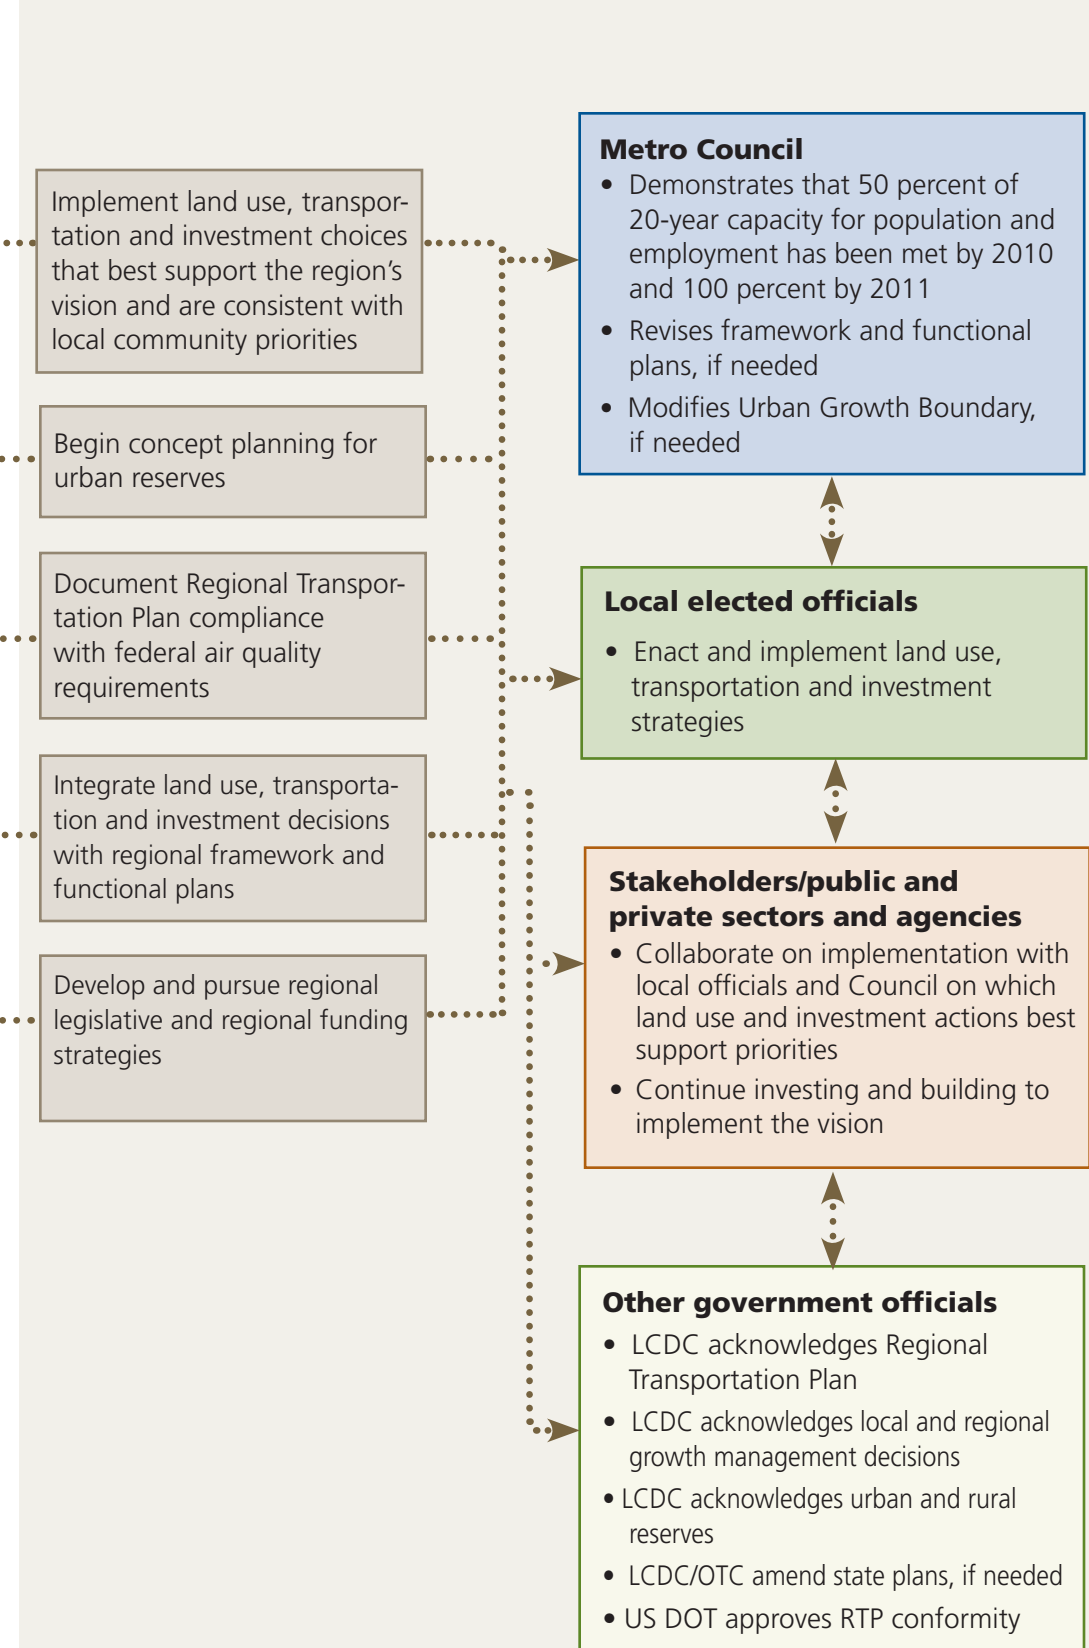 Implement land use, transpor-
tation and investment choices
that best support the region’s
vision and are consistent with
local community priorities
Begin concept planning for
urban reserves
Document Regional Transpor-
tation Plan compliance
with federal air quality
requirements
Integrate land use, transporta-
tion and investment decisions
with regional framework and
functional plans
Develop and pursue regional
legislative and regional funding
strategies
Metro Council
• Demonstrates that 50 percent of
20-year capacity for population and
employment has been met by 2010
and 100 percent by 2011
• Revises framework and functional
plans, if needed
• Modifies Urban Growth Boundary,
if needed
Local elected officials
• Enact and implement land use,
transportation and investment
strategies
Stakeholders/public and
private sectors and agencies
• Collaborate on implementation with
local officials and Council on which
land use and investment actions best
support priorities
• Continue investing and building to
implement the vision
Other government officials
• LCDC acknowledges Regional
Transportation Plan
• LCDC acknowledges local and regional
growth management decisions
• LCDC acknowledges urban and rural
reserves
• LCDC/OTC amend state plans, if needed
• US DOT approves RTP conformity